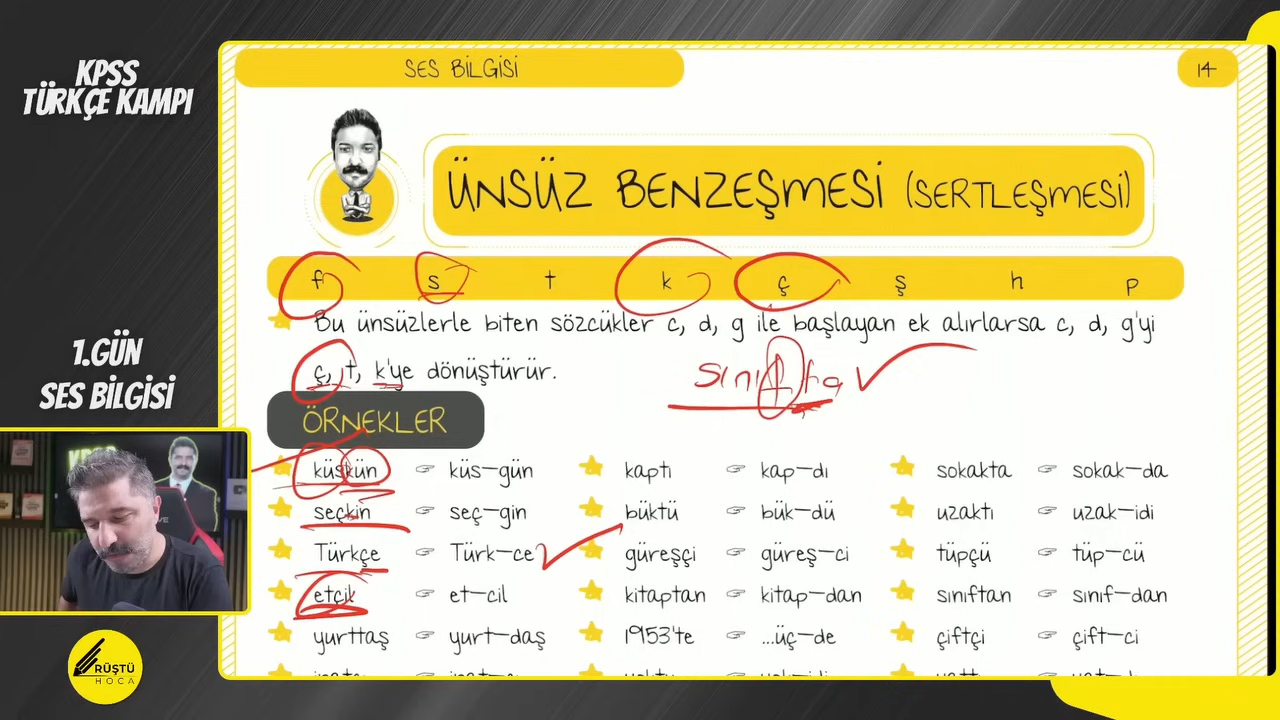 KPSS
TÜRKÇE KAMPI
SES BİLGİSİ
14
ÜNSÜZ BENZEŞMESİ (SERTLEŞMESİ)
f s t k ç ş h p
Bu ünsüzlerle biten sözcükler c, d, g ile başlayan ek alırlarsa c, d, g'yi
ç, t, k'ye dönüştürür.
sınıfta
1.GÜN
SES BİLGİSİ
ÖRNEKLER
küskün küs-gün kaptı kap-dı sokakta sokak-da
seçkin seç-gin büktü bük-dü uzaktı uzak-idi
Türkçe Türk-ce güreşçi güreş-ci tüpçü tüp-cü
etçil et-cil kitaptan kitap-dan sınıftan sınıf-dan
yurttaş yurt-daş 1953'te ...üç-de çiftçi çift-ci
RÜŞTÜ
HOCA